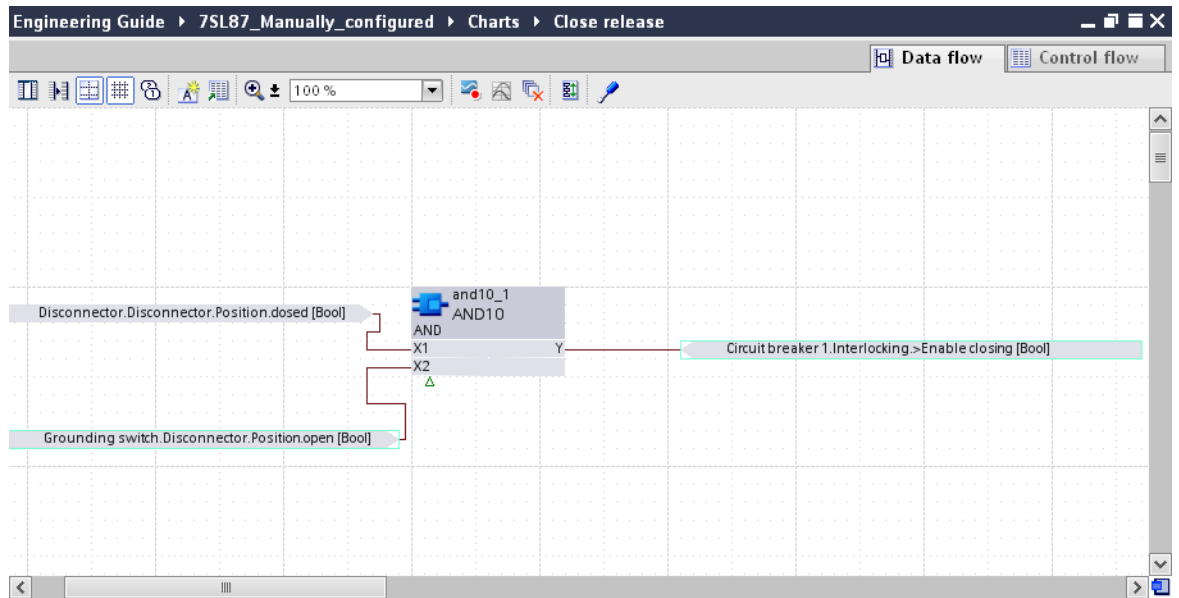 Engineering Guide ▸ 7SL87_Manually_configured ▸ Charts ▸ Close release
Data flow
Control flow
100 %
and10_1
AND10
Disconnector.Disconnector.Position.dosed [Bool]
AND
X1
Y
Circuit breaker 1.Interlocking.>Enable closing [Bool]
X2
Grounding switch.Disconnector.Position.open [Bool]